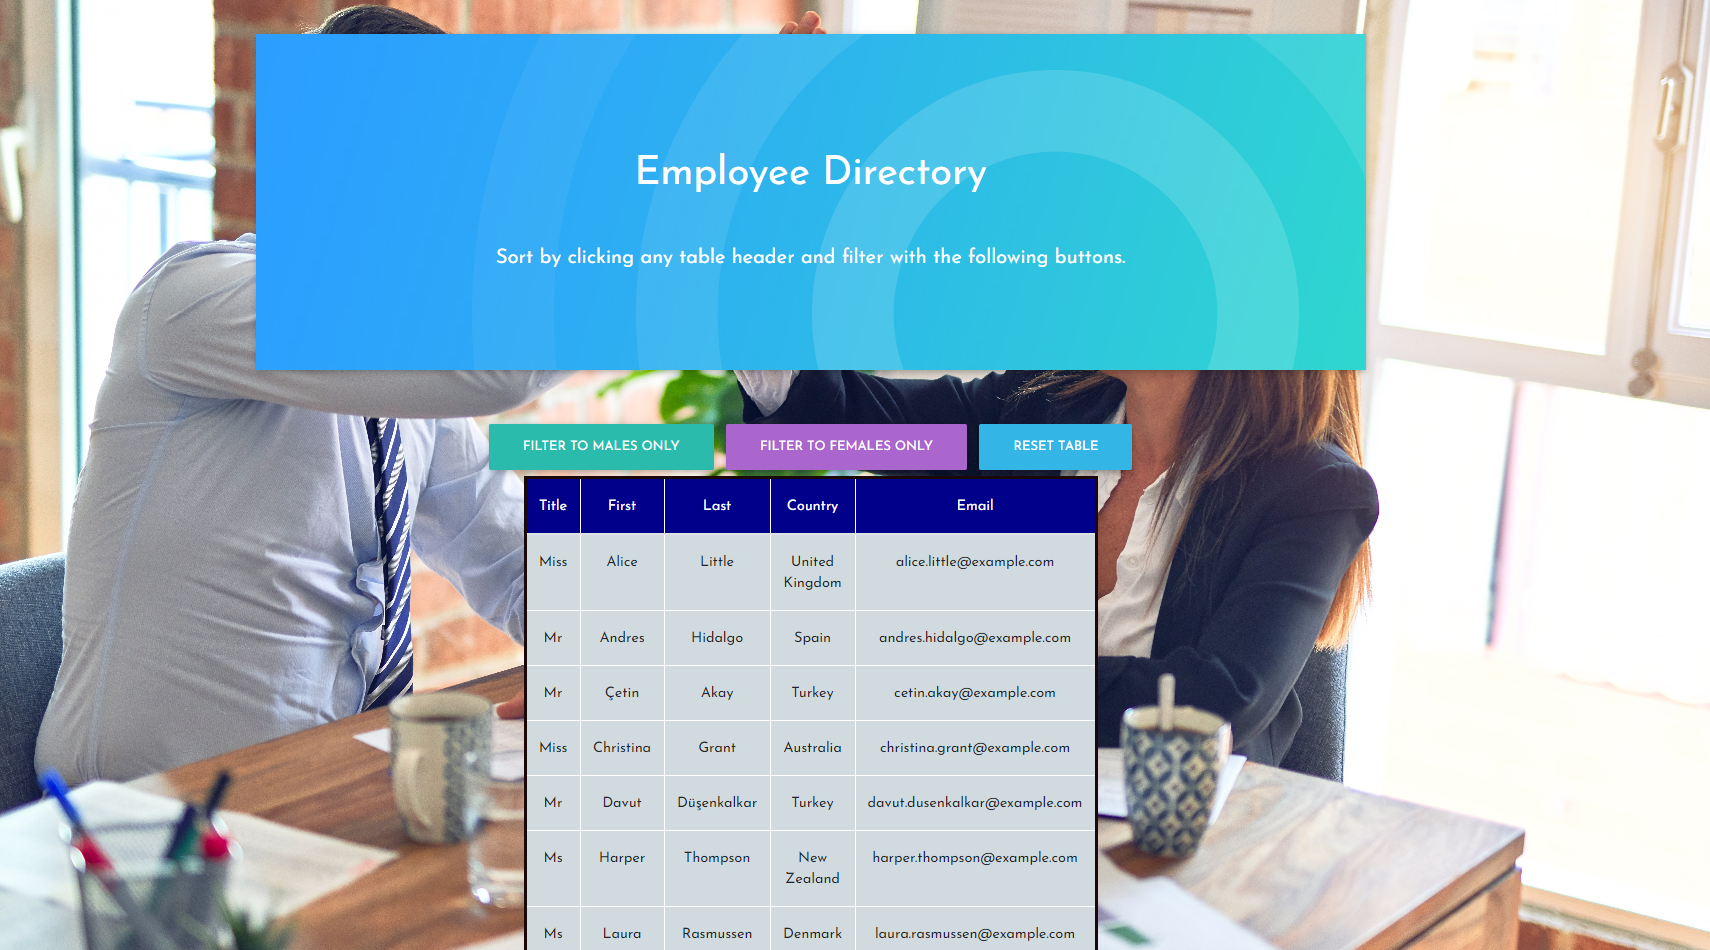 Employee Directory
Sort by clicking any table header and filter with the following buttons.
FILTER TO MALES ONLY FILTER TO FEMALES ONLY RESET TABLE
Title First Last Country Email
Miss Alice Little United Kingdom alice.little@example.com
Mr Andres Hidalgo Spain andres.hidalgo@example.com
Mr Çetin Akay Turkey cetin.akay@example.com
Miss Christina Grant Australia christina.grant@example.com
Mr Davut Düşenkalkar Turkey davut.dusenkalkar@example.com
Ms Harper Thompson New Zealand harper.thompson@example.com
Ms Laura Rasmussen Denmark laura.rasmussen@example.com